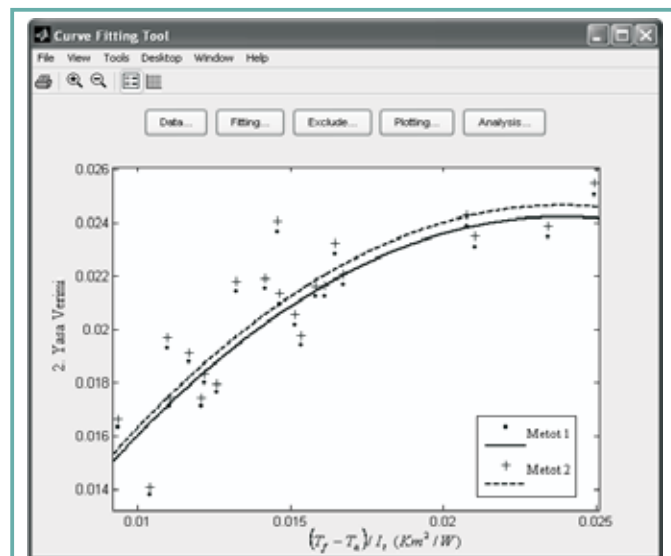 Curve Fitting Tool
File View Tools Desktop Window Help
Data... Fitting... Exclude... Plotting... Analysis...
0.026
0.024
0.022
0.02
0.018
0.016
0.014
2. Yasa Verimi
0.01 0.015 0.02 0.025
(T_f - T_a)/I_t (Km²/W)
Metot 1
Metot 2